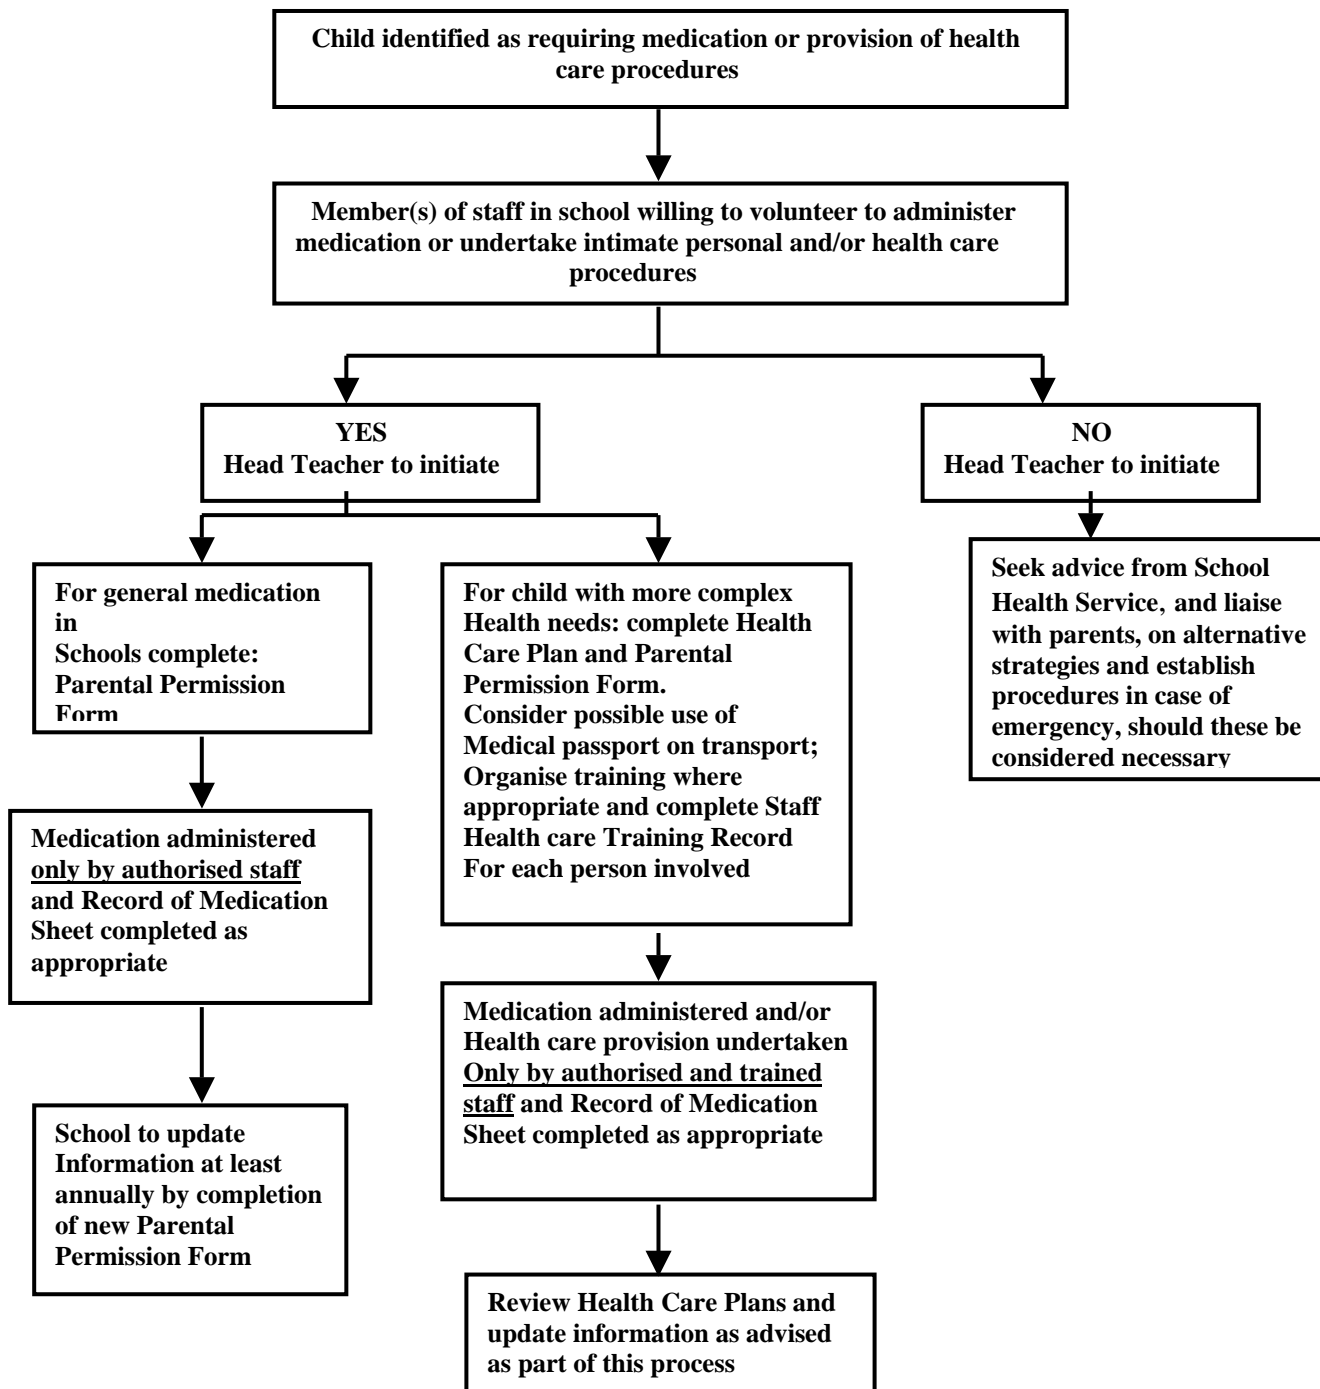 Child identified as requiring medication or provision of health
care procedures
Member(s) of staff in school willing to volunteer to administer
medication or undertake intimate personal and/or health care
procedures
YES
Head Teacher to initiate
NO
Head Teacher to initiate
For general medication
in
Schools complete:
Parental Permission
Form
For child with more complex
Health needs: complete Health
Care Plan and Parental
Permission Form.
Consider possible use of
Medical passport on transport;
Organise training where
appropriate and complete Staff
Health care Training Record
For each person involved
Seek advice from School
Health Service, and liaise
with parents, on alternative
strategies and establish
procedures in case of
emergency, should these be
considered necessary
Medication administered
only by authorised staff
and Record of Medication
Sheet completed as
appropriate
Medication administered and/or
Health care provision undertaken
Only by authorised and trained
staff and Record of Medication
Sheet completed as appropriate
School to update
Information at least
annually by completion
of new Parental
Permission Form
Review Health Care Plans and
update information as advised
as part of this process